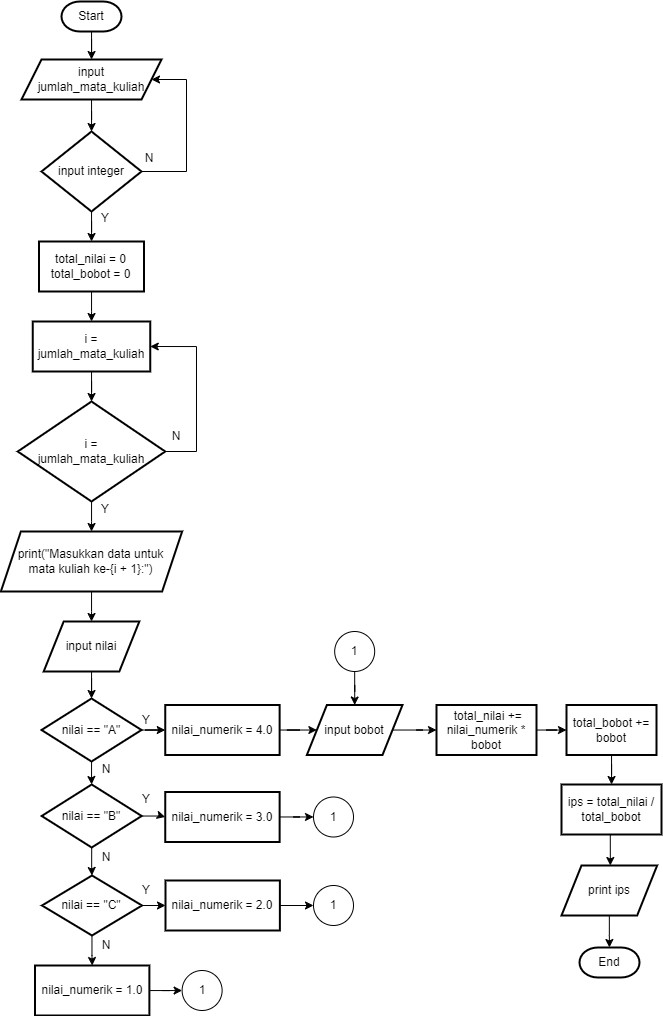 Start
input
jumlah_mata_kuliah
input integer
N
Y
total_nilai = 0
total_bobot = 0
i =
jumlah_mata_kuliah
i =
jumlah_mata_kuliah
N
Y
print("Masukkan data untuk
mata kuliah ke-{i + 1}:")
input nilai
nilai == "A"
Y
nilai_numerik = 4.0
1
input bobot
total_nilai +=
nilai_numerik *
bobot
total_bobot +=
bobot
N
nilai == "B"
Y
nilai_numerik = 3.0
1
ips = total_nilai /
total_bobot
N
nilai == "C"
Y
nilai_numerik = 2.0
1
print ips
N
nilai_numerik = 1.0
1
End